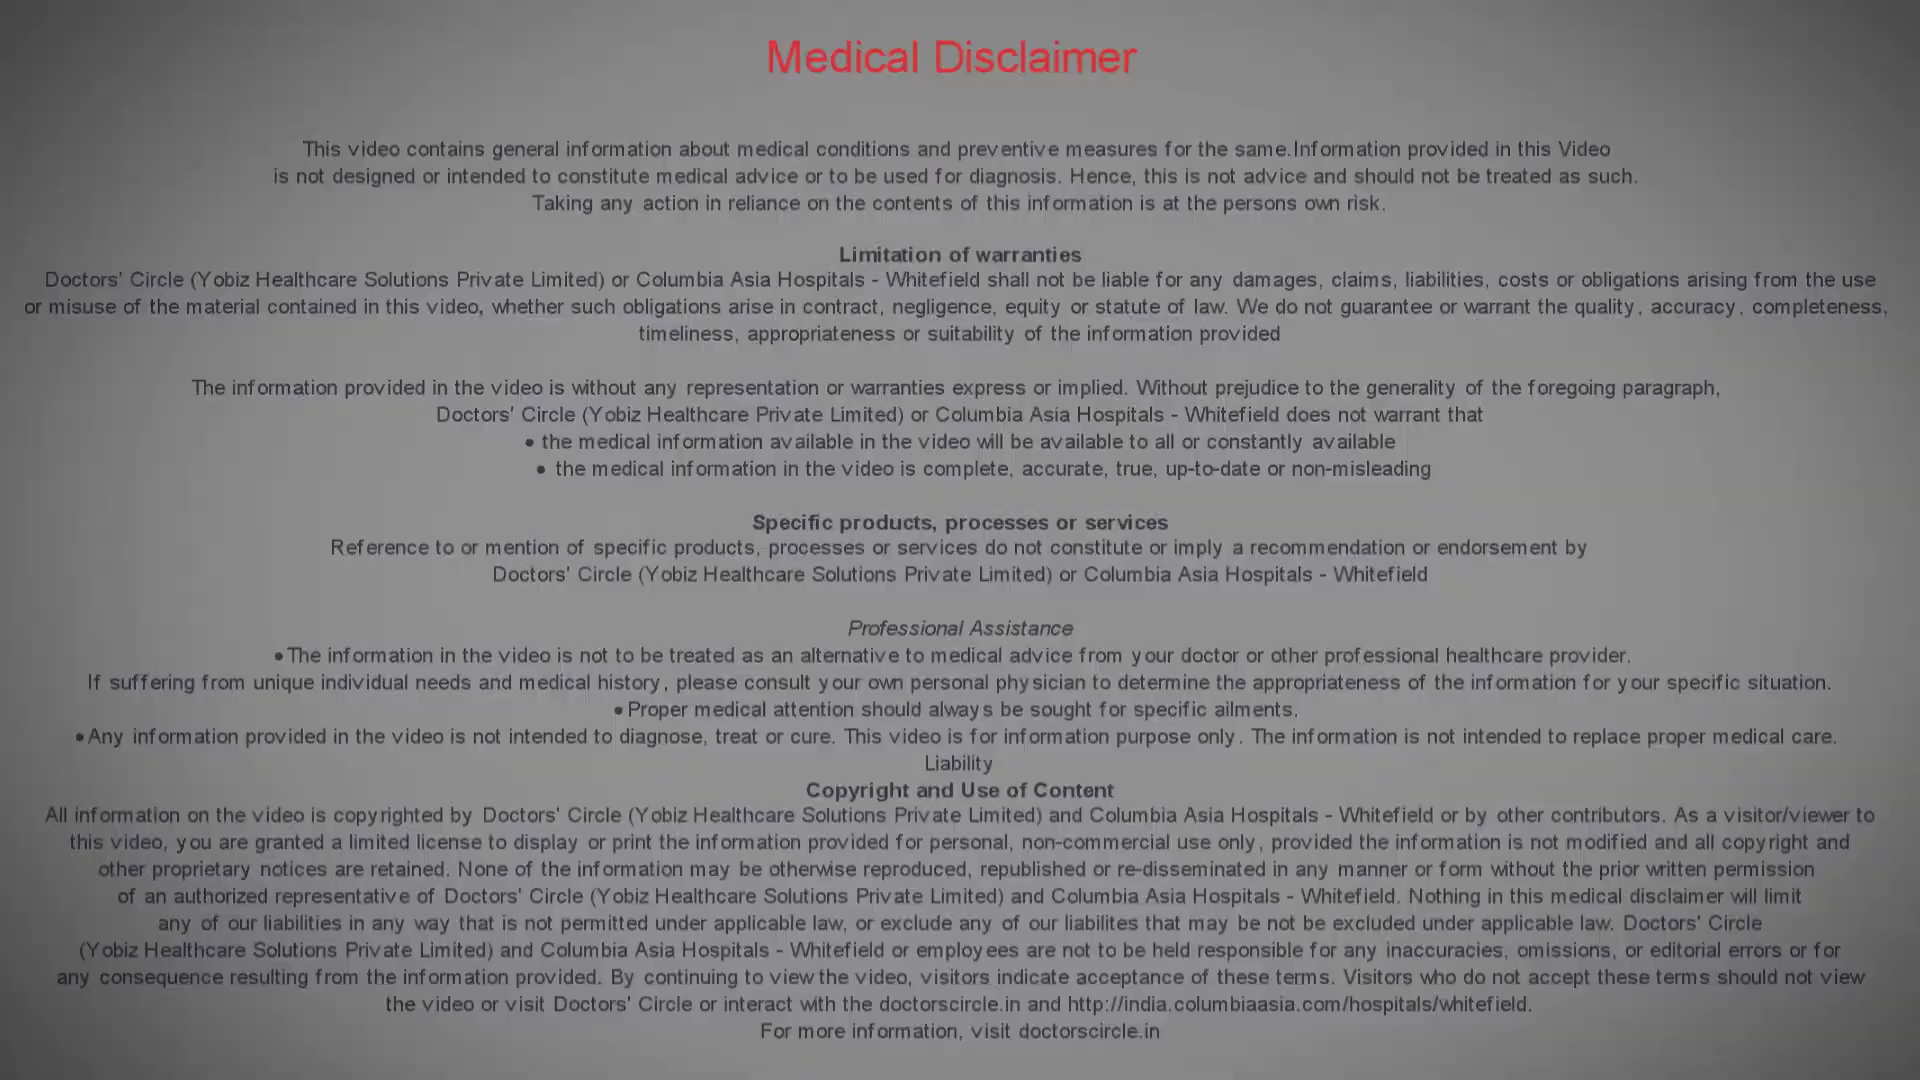 Medical Disclaimer
This video contains general information about medical conditions and preventive measures for the same.Information provided in this Video
is not designed or intended to constitute medical advice or to be used for diagnosis. Hence, this is not advice and should not be treated as such.
Taking any action in reliance on the contents of this information is at the persons own risk.
Limitation of warranties
Doctors' Circle (Yobiz Healthcare Solutions Private Limited) or Columbia Asia Hospitals - Whitefield shall not be liable for any damages, claims, liabilities, costs or obligations arising from the use
or misuse of the material contained in this video, whether such obligations arise in contract, negligence, equity or statute of law. We do not guarantee or warrant the quality, accuracy, completeness,
timeliness, appropriateness or suitability of the information provided
The information provided in the video is without any representation or warranties express or implied. Without prejudice to the generality of the foregoing paragraph,
Doctors' Circle (Yobiz Healthcare Private Limited) or Columbia Asia Hospitals - Whitefield does not warrant that
• the medical information available in the video will be available to all or constantly available
• the medical information in the video is complete, accurate, true, up-to-date or non-misleading
Specific products, processes or services
Reference to or mention of specific products, processes or services do not constitute or imply a recommendation or endorsement by
Doctors' Circle (Yobiz Healthcare Solutions Private Limited) or Columbia Asia Hospitals - Whitefield
Professional Assistance
•The information in the video is not to be treated as an alternative to medical advice from your doctor or other professional healthcare provider.
If suffering from unique individual needs and medical history, please consult your own personal physician to determine the appropriateness of the information for your specific situation.
•Proper medical attention should always be sought for specific ailments.
•Any information provided in the video is not intended to diagnose, treat or cure. This video is for information purpose only. The information is not intended to replace proper medical care.
Liability
Copyright and Use of Content
All information on the video is copyrighted by Doctors' Circle (Yobiz Healthcare Solutions Private Limited) and Columbia Asia Hospitals - Whitefield or by other contributors. As a visitor/viewer to
this video, you are granted a limited license to display or print the information provided for personal, non-commercial use only, provided the information is not modified and all copyright and
other proprietary notices are retained. None of the information may be otherwise reproduced, republished or re-disseminated in any manner or form without the prior written permission
of an authorized representative of Doctors' Circle (Yobiz Healthcare Solutions Private Limited) and Columbia Asia Hospitals - Whitefield. Nothing in this medical disclaimer will limit
any of our liabilities in any way that is not permitted under applicable law, or exclude any of our liabilites that may be not be excluded under applicable law. Doctors' Circle
(Yobiz Healthcare Solutions Private Limited) and Columbia Asia Hospitals - Whitefield or employees are not to be held responsible for any inaccuracies, omissions, or editorial errors or for
any consequence resulting from the information provided. By continuing to view the video, visitors indicate acceptance of these terms. Visitors who do not accept these terms should not view
the video or visit Doctors' Circle or interact with the doctorscircle.in and http://india.columbiaasia.com/hospitals/whitefield.
For more information, visit doctorscircle.in